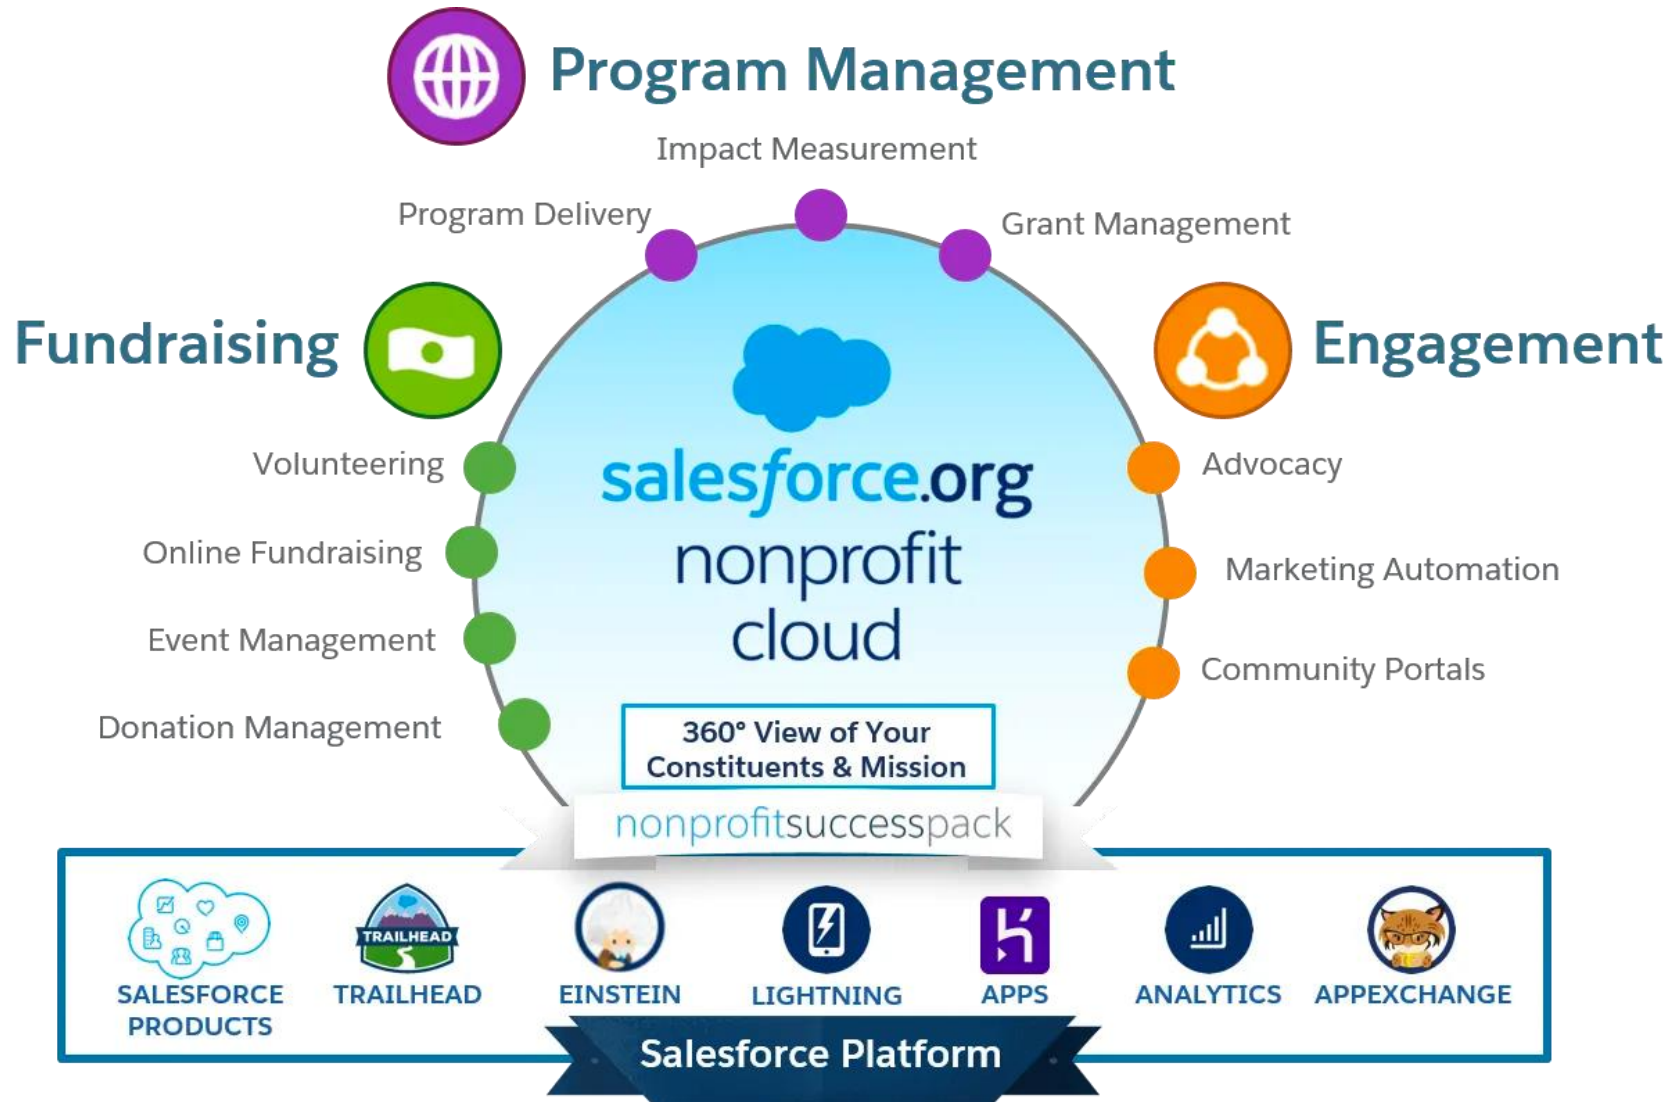 Program Management
Impact Measurement
Program Delivery
Grant Management
Fundraising
Engagement
Volunteering
Online Fundraising
Event Management
Donation Management
salesforce.org
nonprofit
cloud
Advocacy
Marketing Automation
Community Portals
360° View of Your
Constituents & Mission
nonprofitsuccesspack
TRAILHEAD
SALESFORCE
PRODUCTS
TRAILHEAD
EINSTEIN
LIGHTNING
APPS
ANALYTICS
APPEXCHANGE
Salesforce Platform